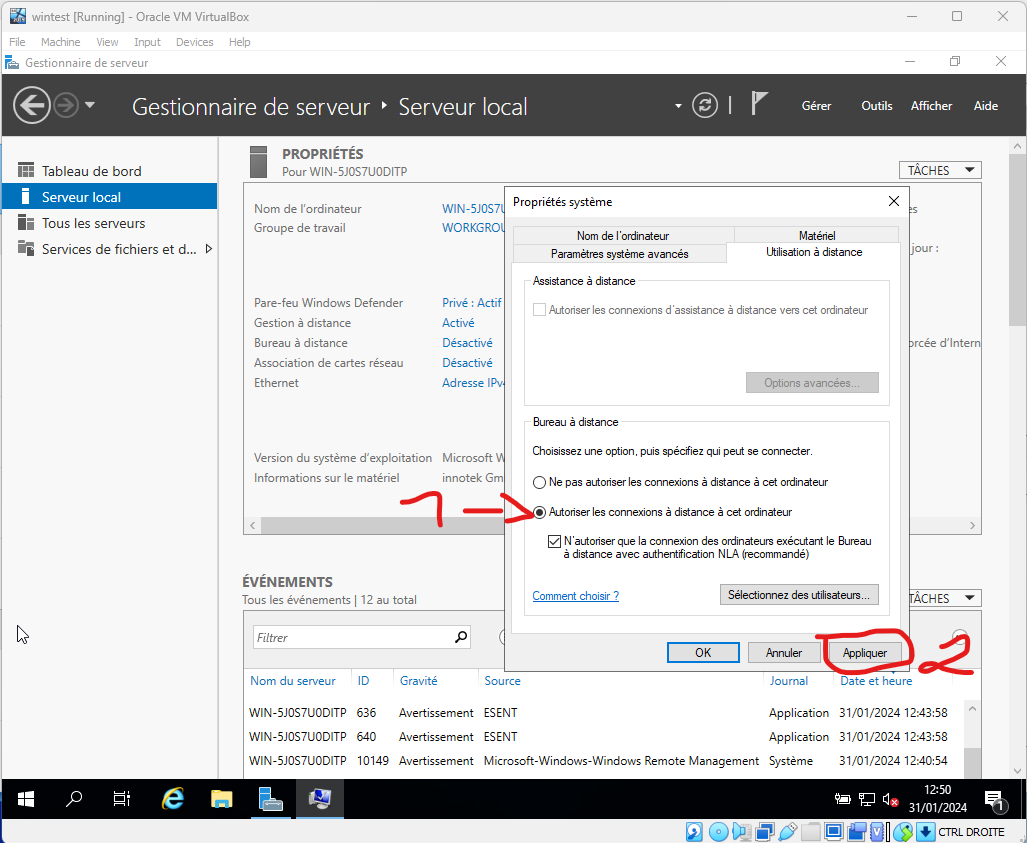 wintest [Running] - Oracle VM VirtualBox
File Machine View Input Devices Help
Gestionnaire de serveur
Gestionnaire de serveur Serveur local
Gérer Outils Afficher Aide
Tableau de bord
Serveur local
Tous les serveurs
Services de fichiers et d...
PROPRIÉTÉS
Pour WIN-5J0S7U0DITP
TÂCHES
Nom de l'ordinateur WIN-5J0S7U
Groupe de travail WORKGROU
jour :
Pare-feu Windows Defender Privé : Actif
Gestion à distance Activé
Bureau à distance Désactivé
orcée d'Intern
Association de cartes réseau Désactivé
Ethernet Adresse IPv4
Version du système d'exploitation Microsoft W
Informations sur le matériel innotek Gm
Propriétés système
Nom de l'ordinateur Matériel
Paramètres système avancés Utilisation à distance
Assistance à distance
Autoriser les connexions d'assistance à distance vers cet ordinateur
Options avancées...
Bureau à distance
Choisissez une option, puis spécifiez qui peut se connecter.
Ne pas autoriser les connexions à distance à cet ordinateur
1
Autoriser les connexions à distance à cet ordinateur
N'autoriser que la connexion des ordinateurs exécutant le Bureau
à distance avec authentification NLA (recommandé)
Comment choisir ? Sélectionnez des utilisateurs...
OK Annuler Appliquer 2
ÉVÉNEMENTS
Tous les événements | 12 au total
TÂCHES
Filtrer
Nom du serveur ID Gravité Source Journal Date et heure
WIN-5J0S7U0DITP 636 Avertissement ESENT Application 31/01/2024 12:43:58
WIN-5J0S7U0DITP 640 Avertissement ESENT Application 31/01/2024 12:43:58
WIN-5J0S7U0DITP 10149 Avertissement Microsoft-Windows-Windows Remote Management Système 31/01/2024 12:40:54
12:50
31/01/2024
1
CTRL DROITE